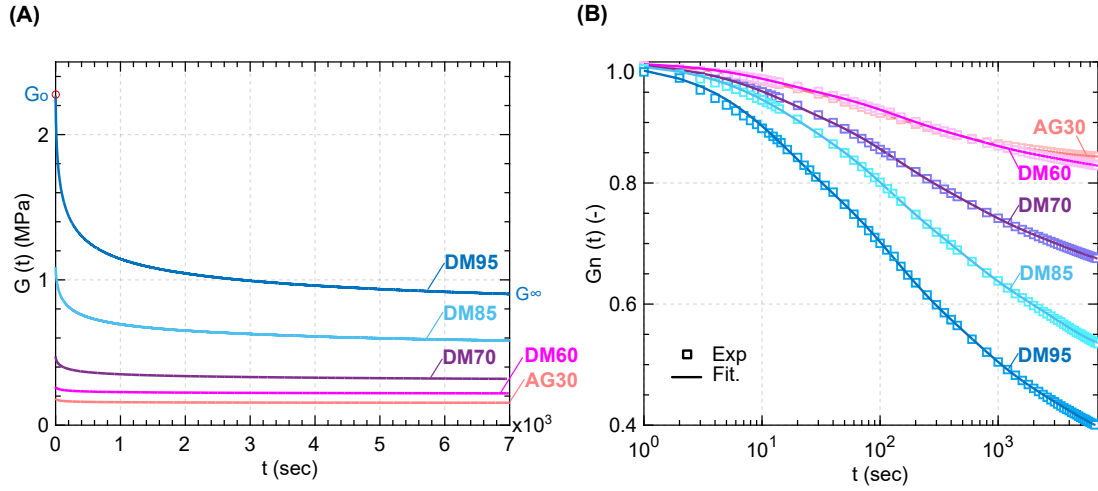 (A)
G₀
2
1
0
G (t) (MPa)
DM95
G∞
DM85
DM70
DM60
AG30
0 1 2 3 4 5 6 7
x10³
t (sec)
(B)
1.0
0.8
0.6
0.4
Gn (t) (-)
AG30
DM60
DM70
DM85
DM95
Exp
Fit.
10⁰ 10¹ 10² 10³
t (sec)